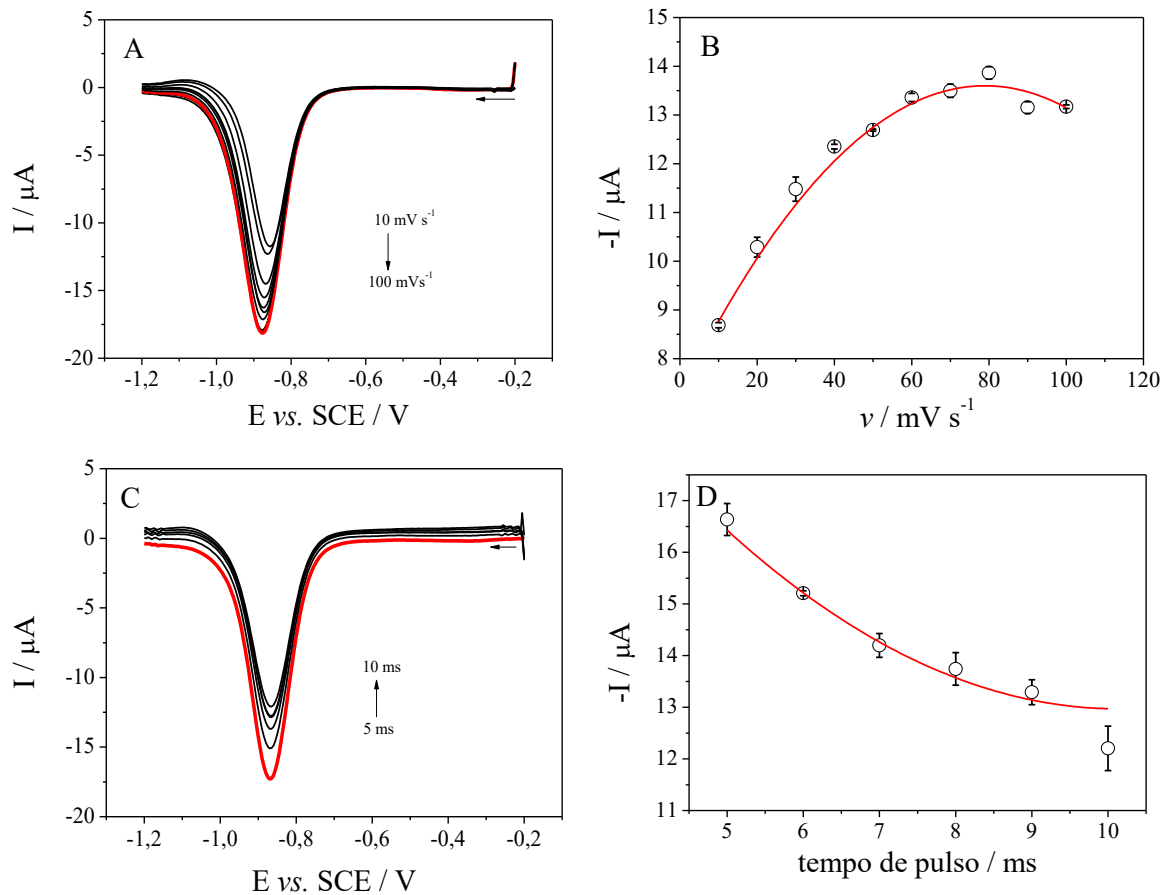 A
5
0
-5
-10
-15
-20
I / µA
10 mV s⁻¹
100 mVs⁻¹
-1,2 -1,0 -0,8 -0,6 -0,4 -0,2
E vs. SCE / V
B
15
14
13
12
11
10
9
8
-I / µA
0 20 40 60 80 100 120
v / mV s⁻¹
C
5
0
-5
-10
-15
-20
I / µA
10 ms
5 ms
-1,2 -1,0 -0,8 -0,6 -0,4 -0,2
E vs. SCE / V
D
17
16
15
14
13
12
11
-I / µA
5 6 7 8 9 10
tempo de pulso / ms